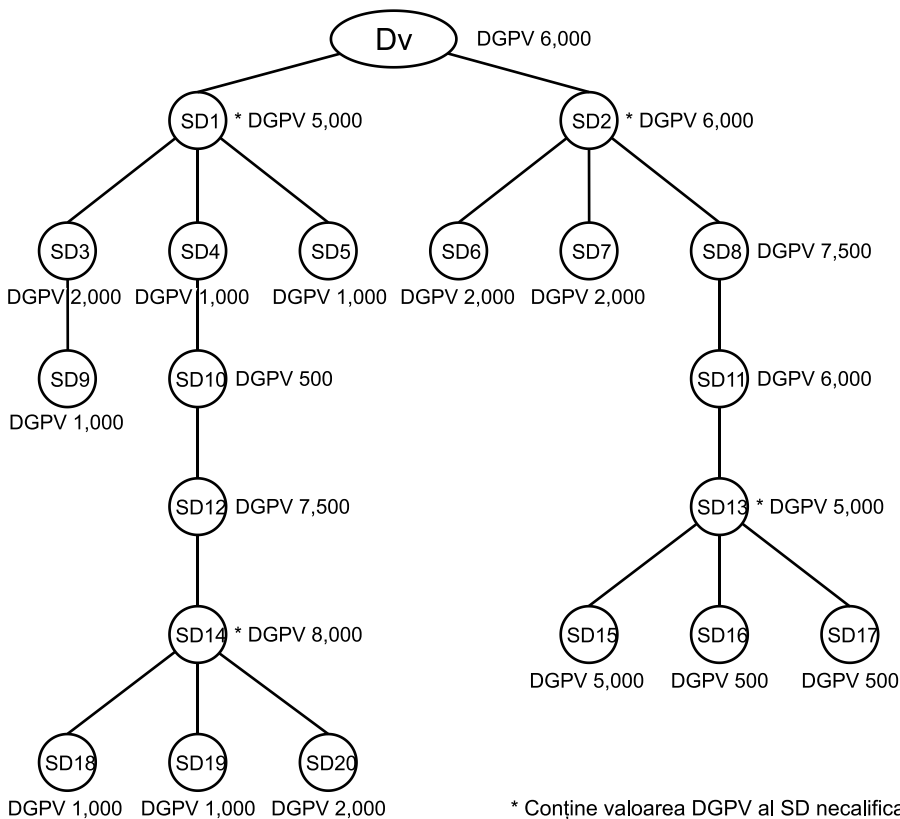 Dv DGPV 6,000
SD1 * DGPV 5,000
SD2 * DGPV 6,000
SD3
SD4
SD5
SD6
SD7
SD8 DGPV 7,500
DGPV 2,000
DGPV 1,000
DGPV 1,000
DGPV 2,000
DGPV 2,000
SD9
SD10 DGPV 500
SD11 DGPV 6,000
DGPV 1,000
SD12 DGPV 7,500
SD13 * DGPV 5,000
SD14 * DGPV 8,000
SD15
SD16
SD17
DGPV 5,000
DGPV 500
DGPV 500
SD18
SD19
SD20
DGPV 1,000
DGPV 1,000
DGPV 2,000
* Conține valoarea DGPV al SD necalifica